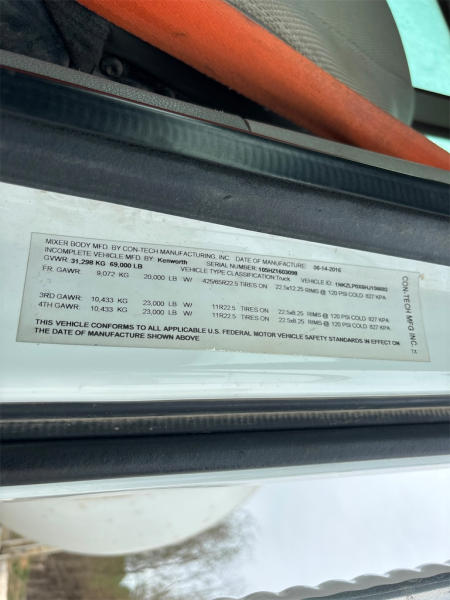 MIXER BODY MFD. BY CON-TECH MANUFACTURING, INC. DATE OF MANUFACTURE: 06-14-2016
INCOMPLETE VEHICLE MFD. BY: Kenworth SERIAL NUMBER: 105HZ1603098
GVWR: 31,298 KG 69,000 LB VEHICLE TYPE CLASSIFICATION:Truck VEHICLE ID:
FR. GAWR: 9,072 KG 20,000 LB W/ 425/65R22.5 TIRES ON 22.5x12.25 RIMS @ 120 PSI COLD 827 KPA
3RD GAWR: 10,433 KG 23,000 LB W/ 11R22.5 TIRES ON 22.5x8.25 RIMS @ 120 PSI COLD 827 KPA
4TH GAWR: 10,433 KG 23,000 LB W/ 11R22.5 TIRES ON 22.5x8.25 RIMS @ 120 PSI COLD 827 KPA
THIS VEHICLE CONFORMS TO ALL APPLICABLE U.S. FEDERAL MOTOR VEHICLE SAFETY STANDARDS IN EFFECT ON
THE DATE OF MANUFACTURE SHOWN ABOVE
CON-TECH MFG INC.